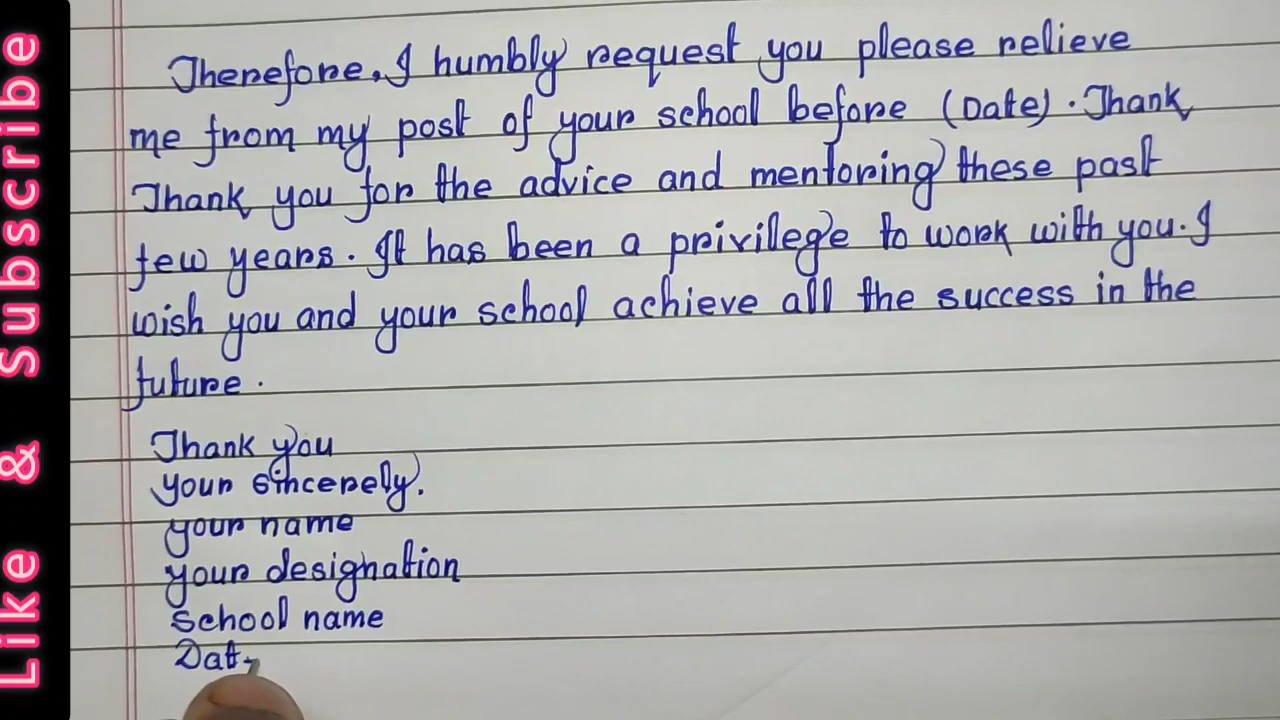 Therefore, I humbly request you please relieve
me from my post of your school before (Date). Thank
Thank you for the advice and mentoring these past
few years. It has been a privilege to work with you. I
wish you and your school achieve all the success in the
future.
Thank you
your sincerely.
your name
your designation
school name
Dat
Like & Subscribe